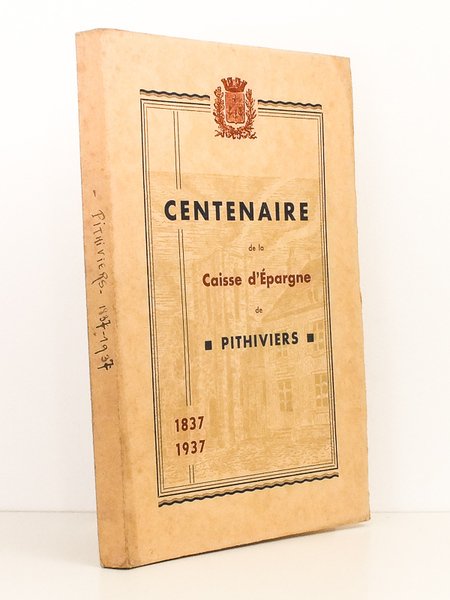 CENTENAIRE
de la
Caisse d'Épargne
de
▪ PITHIVIERS ▪
1837
1937
- PITHIVIERS - 1837-1937